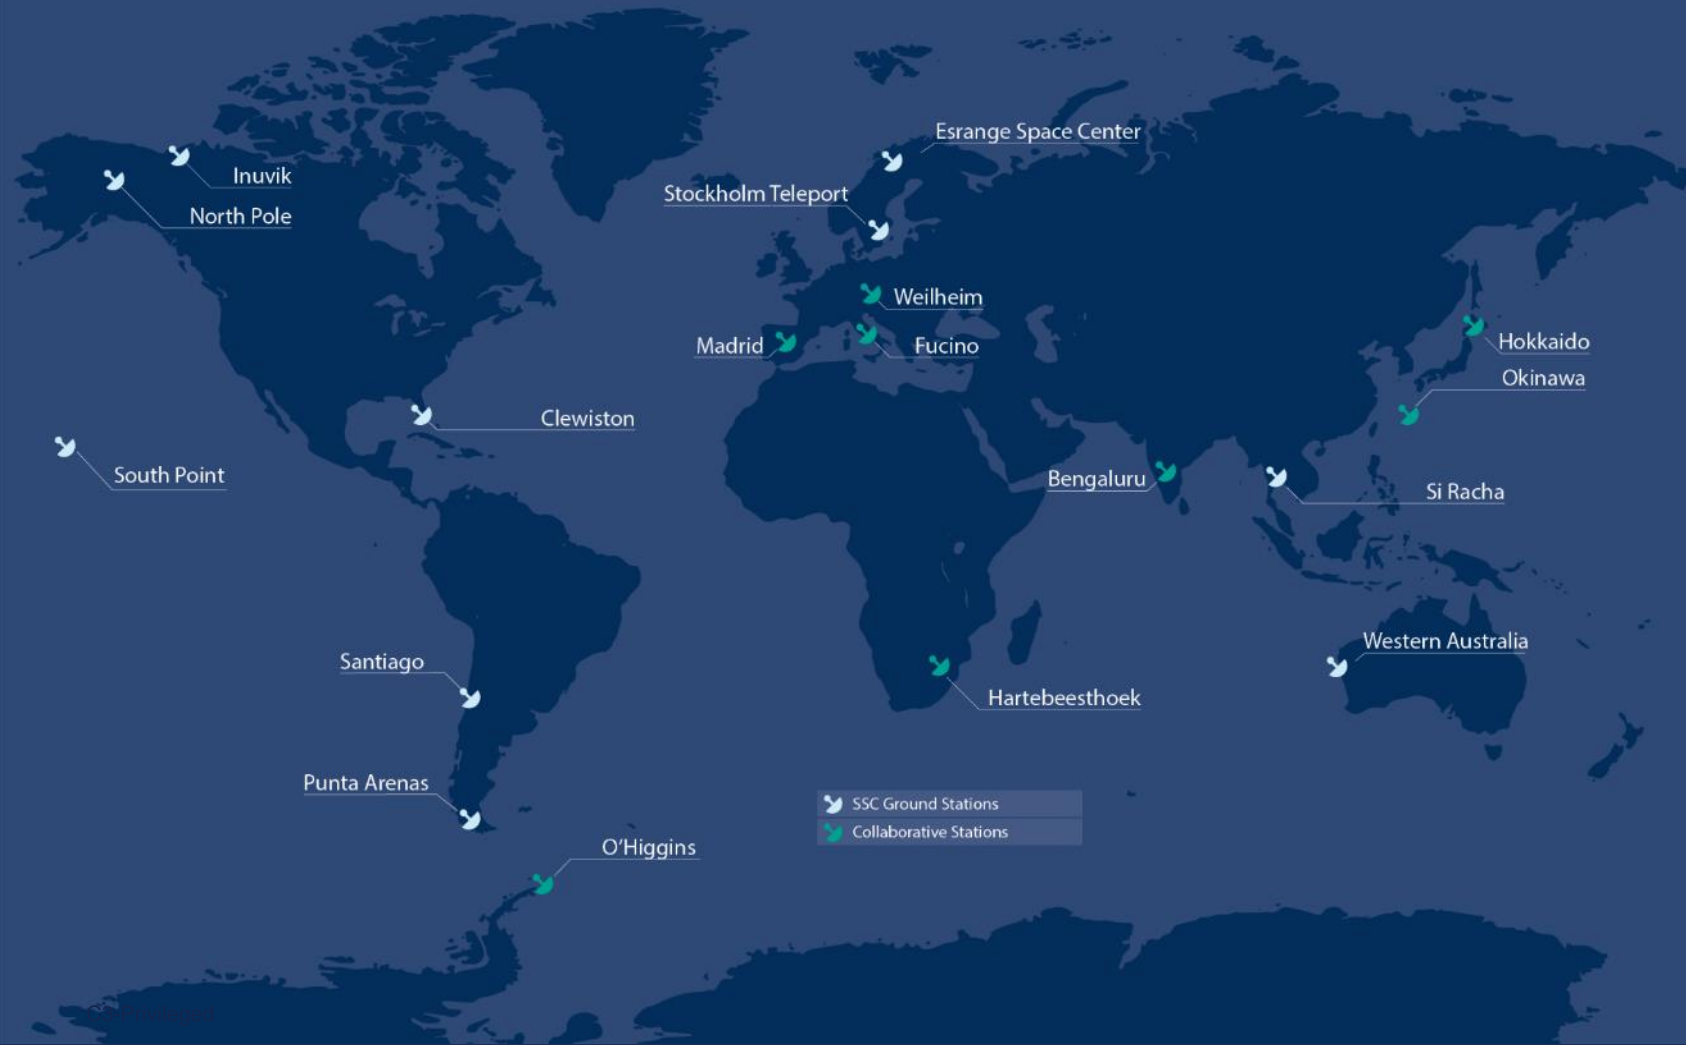 Esrange Space Center
Inuvik
Stockholm Teleport
North Pole
Weilheim
Madrid
Fucino
Hokkaido
Okinawa
Clewiston
South Point
Bengaluru
Si Racha
Santiago
Western Australia
Hartebeesthoek
Punta Arenas
SSC Ground Stations
Collaborative Stations
O’Higgins